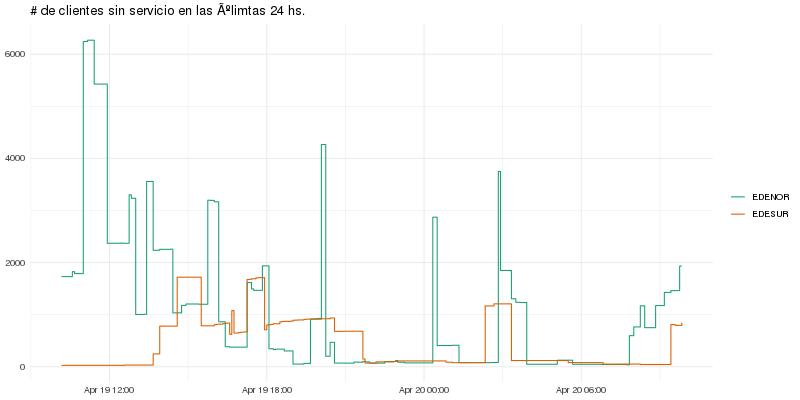 # de clientes sin servicio en las Ãºlimtas 24 hs.
6000
4000
2000
0
Apr 19 12:00
Apr 19 18:00
Apr 20 00:00
Apr 20 06:00
EDENOR
EDESUR